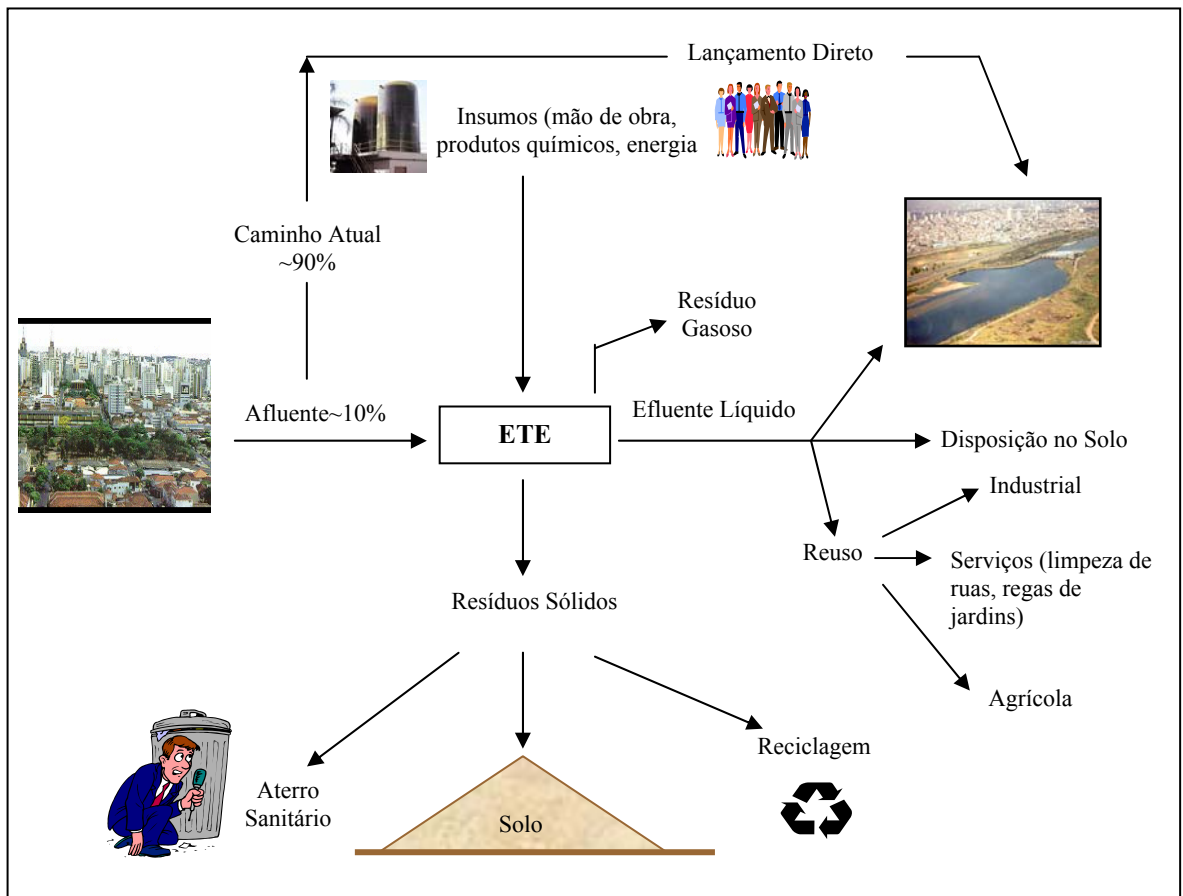 Lançamento Direto
Insumos (mão de obra,
produtos químicos, energia
Caminho Atual
~90%
Resíduo
Gasoso
Afluente~10%
ETE
Efluente Líquido
Disposição no Solo
Industrial
Reuso
Serviços (limpeza de
ruas, regas de
jardins)
Resíduos Sólidos
Agrícola
Reciclagem
Aterro
Sanitário
Solo